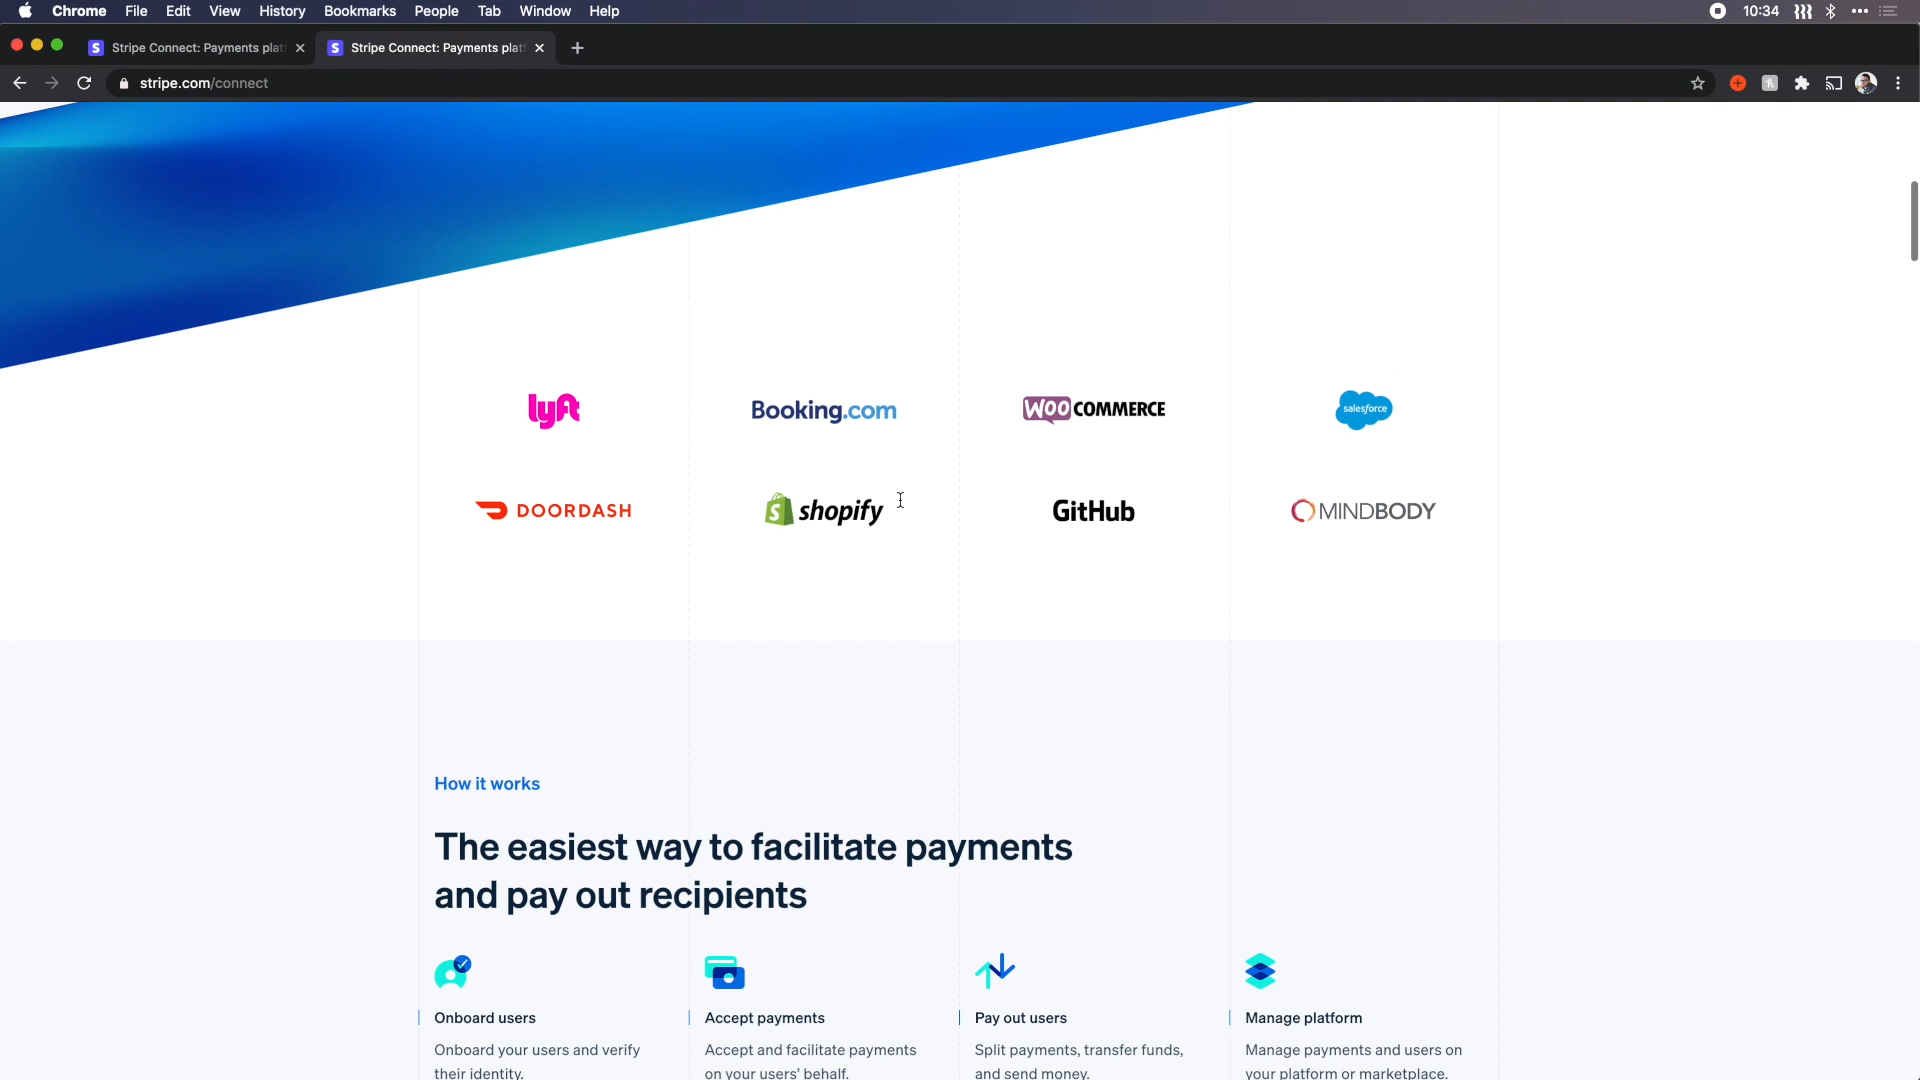 Chrome File Edit View History Bookmarks People Tab Window Help 10:34
Stripe Connect: Payments plat Stripe Connect: Payments plat
stripe.com/connect
lyft Booking.com WOO COMMERCE salesforce
DOORDASH shopify GitHub MINDBODY
How it works
The easiest way to facilitate payments
and pay out recipients
Onboard users Accept payments Pay out users Manage platform
Onboard your users and verify Accept and facilitate payments Split payments, transfer funds, Manage payments and users on
their identity. on your users' behalf. and send money. your platform or marketplace.